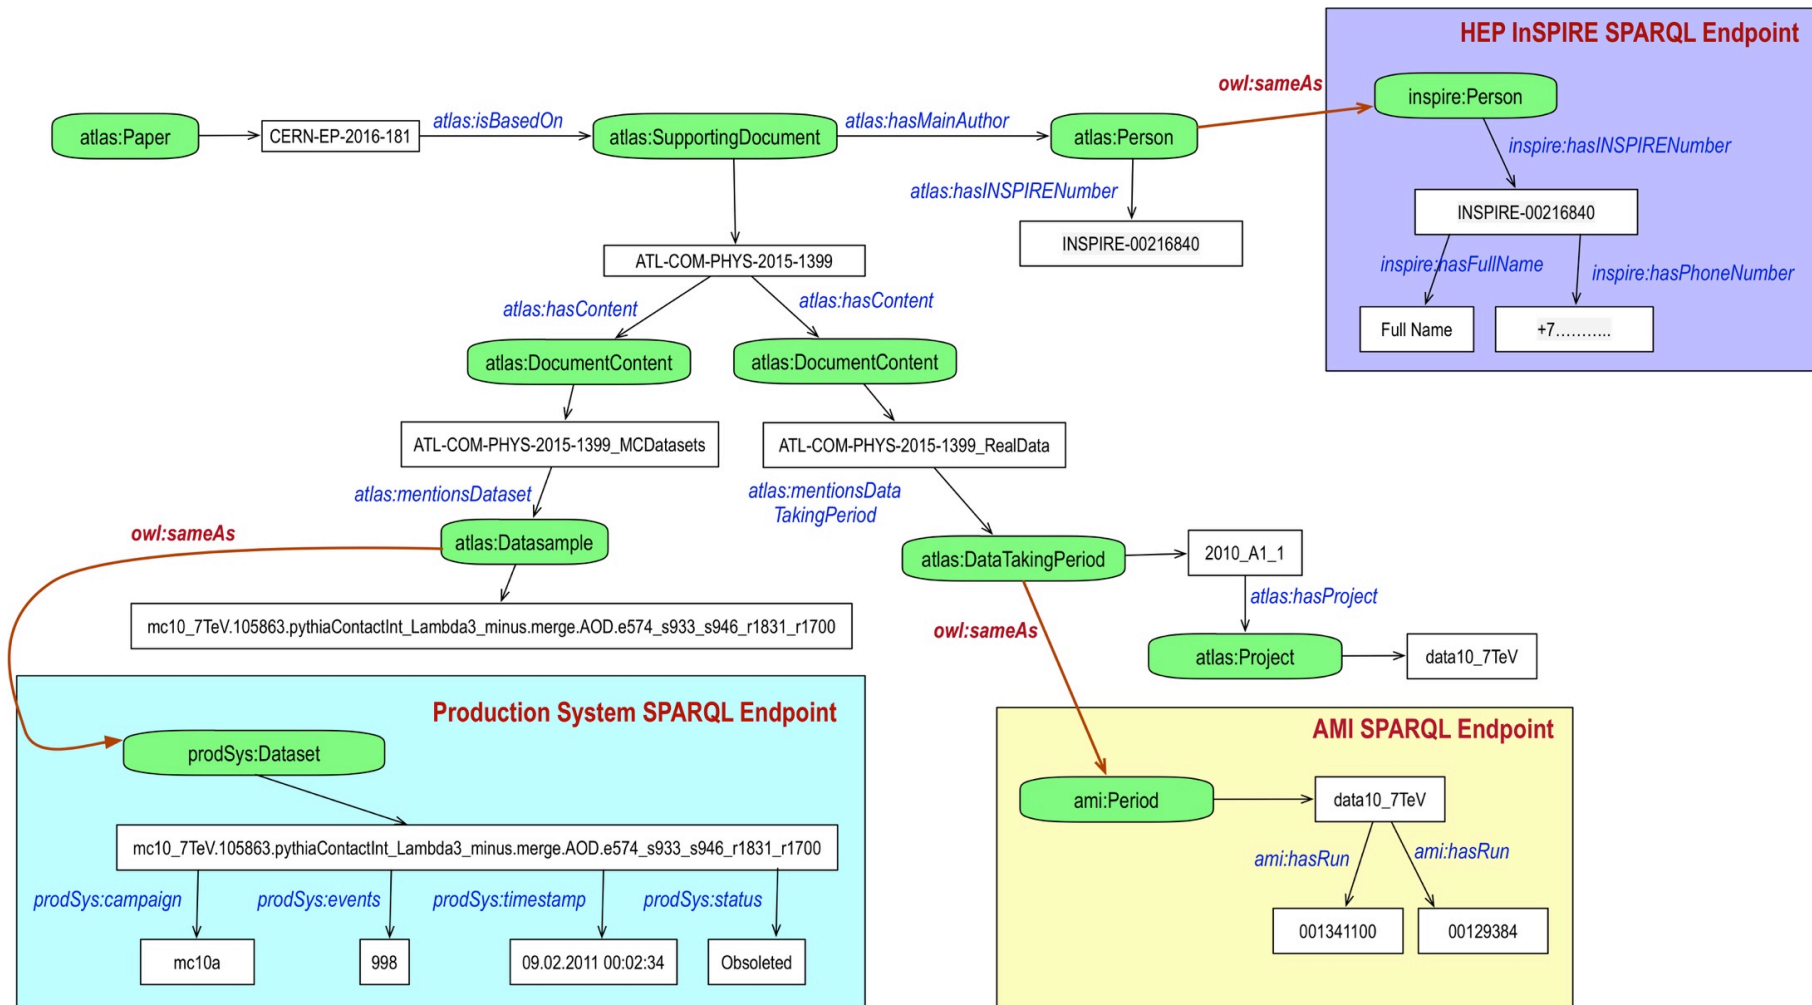 HEP InSPIRE SPARQL Endpoint
owl:sameAs
inspire:Person
atlas:Paper
CERN-EP-2016-181
atlas:isBasedOn
atlas:SupportingDocument
atlas:hasMainAuthor
atlas:Person
inspire:hasINSPIRENumber
atlas:hasINSPIRENumber
INSPIRE-00216840
INSPIRE-00216840
ATL-COM-PHYS-2015-1399
inspire:hasFullName
inspire:hasPhoneNumber
atlas:hasContent
atlas:hasContent
Full Name
+7………..
atlas:DocumentContent
atlas:DocumentContent
ATL-COM-PHYS-2015-1399_MCDatasets
ATL-COM-PHYS-2015-1399_RealData
atlas:mentionsDataset
atlas:mentionsData
TakingPeriod
owl:sameAs
atlas:Datasample
atlas:DataTakingPeriod
2010_A1_1
atlas:hasProject
mc10_7TeV.105863.pythiaContactInt_Lambda3_minus.merge.AOD.e574_s933_s946_r1831_r1700
owl:sameAs
atlas:Project
data10_7TeV
Production System SPARQL Endpoint
AMI SPARQL Endpoint
prodSys:Dataset
ami:Period
data10_7TeV
mc10_7TeV.105863.pythiaContactInt_Lambda3_minus.merge.AOD.e574_s933_s946_r1831_r1700
ami:hasRun
ami:hasRun
prodSys:campaign
prodSys:events
prodSys:timestamp
prodSys:status
001341100
00129384
mc10a
998
09.02.2011 00:02:34
Obsoleted